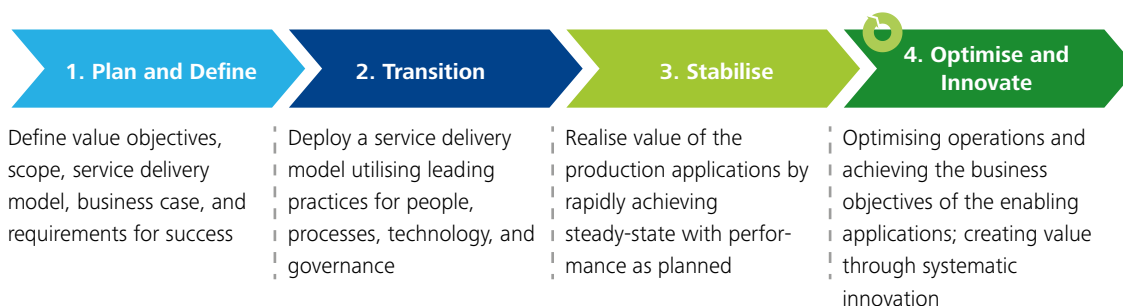 1. Plan and Define
2. Transition
3. Stabilise
4. Optimise and
Innovate
Define value objectives,
scope, service delivery
model, business case, and
requirements for success
Deploy a service delivery
model utilising leading
practices for people,
processes, technology, and
governance
Realise value of the
production applications by
rapidly achieving
steady-state with perfor-
mance as planned
Optimising operations and
achieving the business
objectives of the enabling
applications; creating value
through systematic
innovation